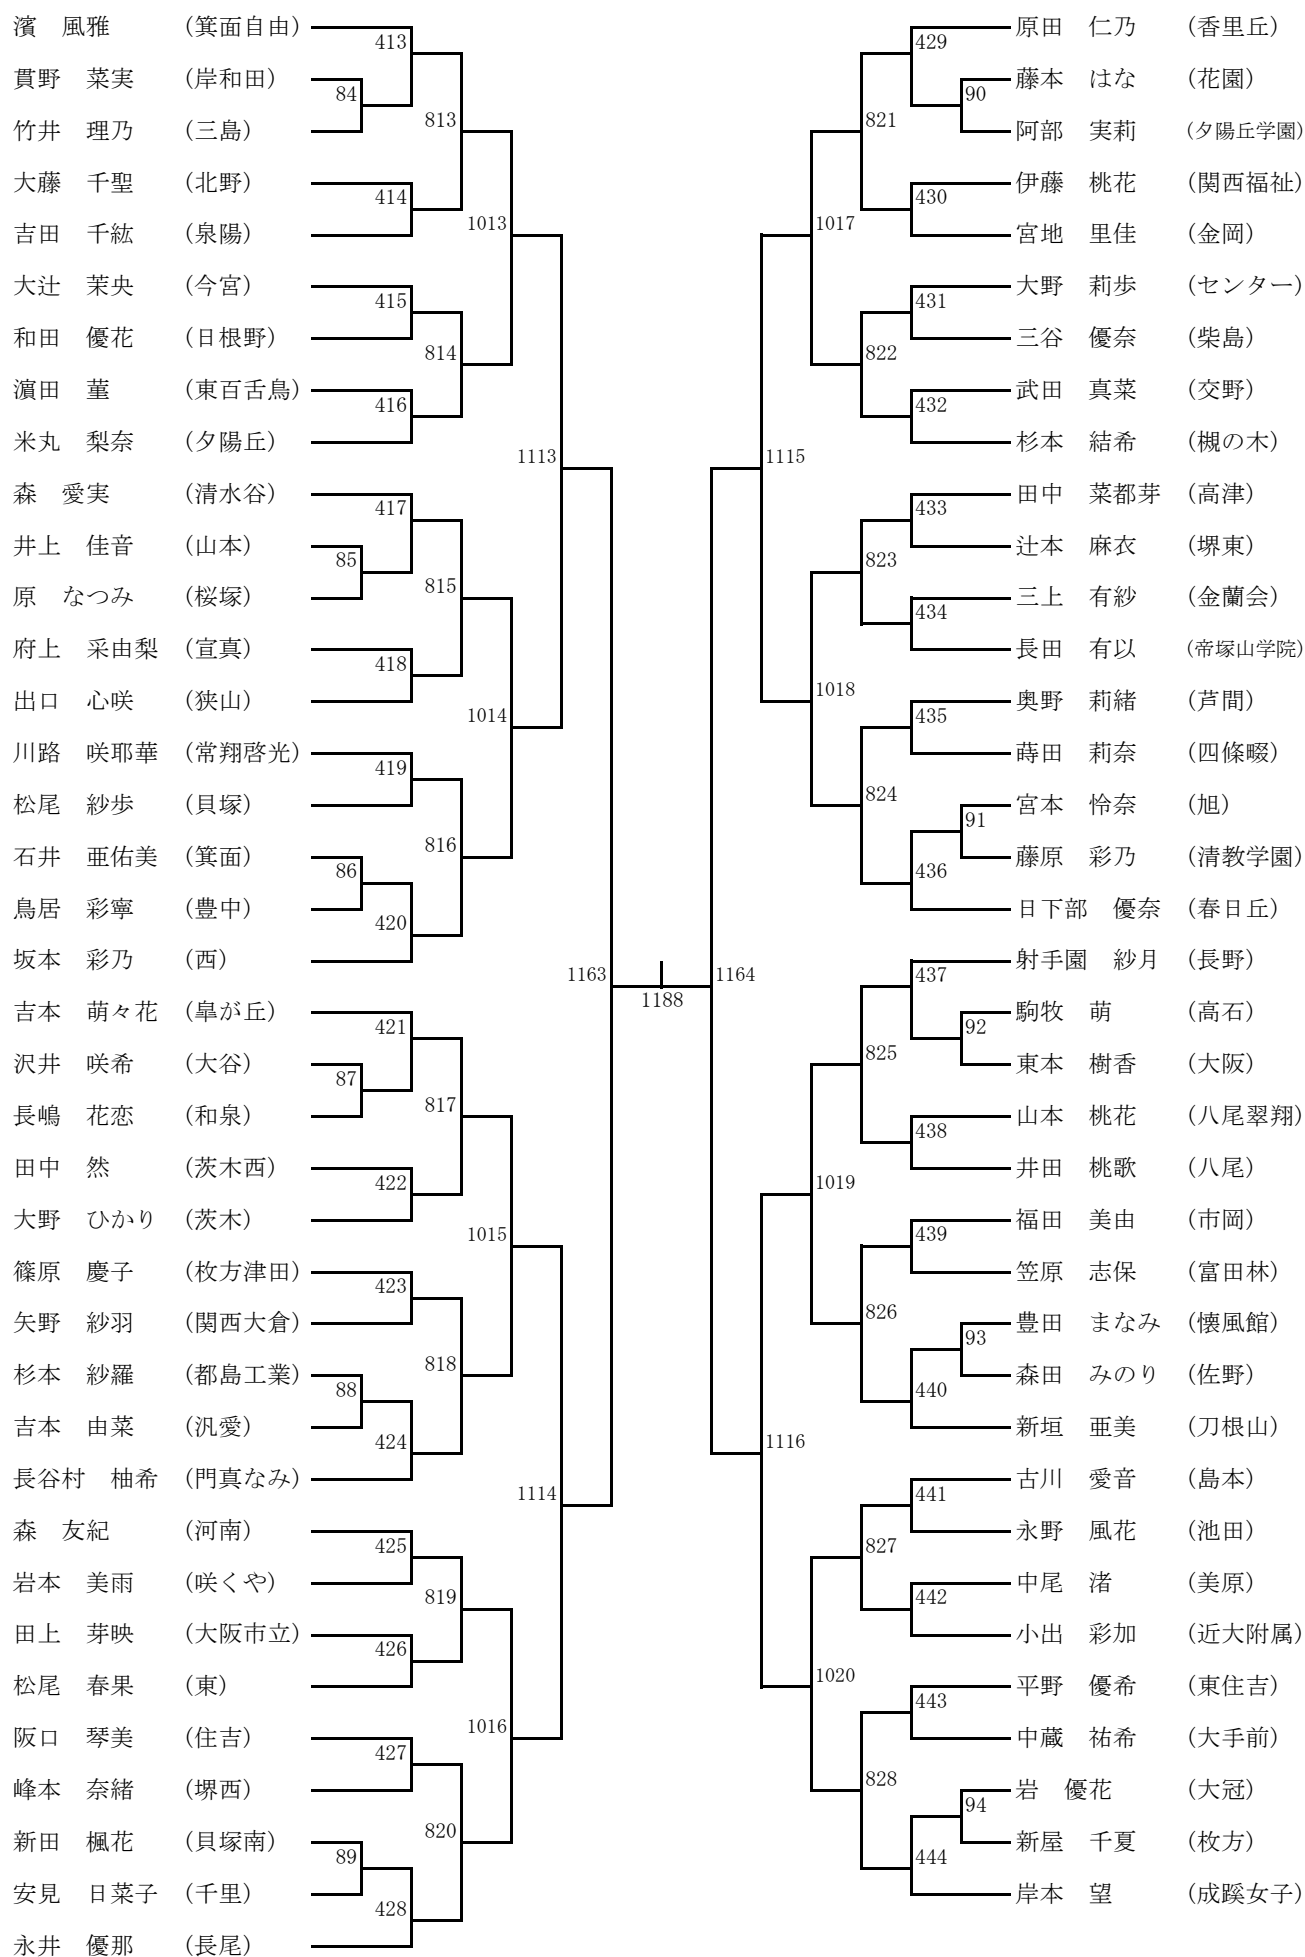 濱　風雅　(箕面自由)
413
貫野　菜実　(岸和田)
84
竹井　理乃　(三島)
813
大藤　千聖　(北野)
414
吉田　千紘　(泉陽)
1013
大辻　茉央　(今宮)
415
和田　優花　(日根野)
814
濵田　菫　(東百舌鳥)
416
米丸　梨奈　(夕陽丘)
1113
森　愛実　(清水谷)
417
井上　佳音　(山本)
85
原　なつみ　(桜塚)
815
府上　采由梨　(宣真)
418
出口　心咲　(狭山)
1014
川路　咲耶華　(常翔啓光)
419
松尾　紗歩　(貝塚)
816
石井　亜佑美　(箕面)
86
鳥居　彩寧　(豊中)
420
坂本　彩乃　(西)
1163
吉本　萌々花　(皐が丘)
421
沢井　咲希　(大谷)
87
長嶋　花恋　(和泉)
817
田中　然　(茨木西)
422
大野　ひかり　(茨木)
1015
篠原　慶子　(枚方津田)
423
矢野　紗羽　(関西大倉)
818
杉本　紗羅　(都島工業)
88
吉本　由菜　(汎愛)
424
長谷村　柚希　(門真なみ)
1114
森　友紀　(河南)
425
岩本　美雨　(咲くや)
819
田上　芽映　(大阪市立)
426
松尾　春果　(東)
1016
阪口　琴美　(住吉)
427
峰本　奈緒　(堺西)
820
新田　楓花　(貝塚南)
89
安見　日菜子　(千里)
428
永井　優那　(長尾)
1188
原田　仁乃　(香里丘)
429
藤本　はな　(花園)
90
阿部　実莉　(夕陽丘学園)
821
伊藤　桃花　(関西福祉)
430
宮地　里佳　(金岡)
1017
大野　莉歩　(センター)
431
三谷　優奈　(柴島)
822
武田　真菜　(交野)
432
杉本　結希　(槻の木)
1115
田中　菜都芽　(高津)
433
辻本　麻衣　(堺東)
823
三上　有紗　(金蘭会)
434
長田　有以　(帝塚山学院)
1018
奥野　莉緒　(芦間)
435
蒔田　莉奈　(四條畷)
824
宮本　怜奈　(旭)
91
藤原　彩乃　(清教学園)
436
日下部　優奈　(春日丘)
1164
射手園　紗月　(長野)
437
駒牧　萌　(高石)
92
東本　樹香　(大阪)
825
山本　桃花　(八尾翠翔)
438
井田　桃歌　(八尾)
1019
福田　美由　(市岡)
439
笠原　志保　(富田林)
826
豊田　まなみ　(懐風館)
93
森田　みのり　(佐野)
440
新垣　亜美　(刀根山)
1116
古川　愛音　(島本)
441
永野　風花　(池田)
827
中尾　渚　(美原)
442
小出　彩加　(近大附属)
1020
平野　優希　(東住吉)
443
中蔵　祐希　(大手前)
828
岩　優花　(大冠)
94
新屋　千夏　(枚方)
444
岸本　望　(成蹊女子)